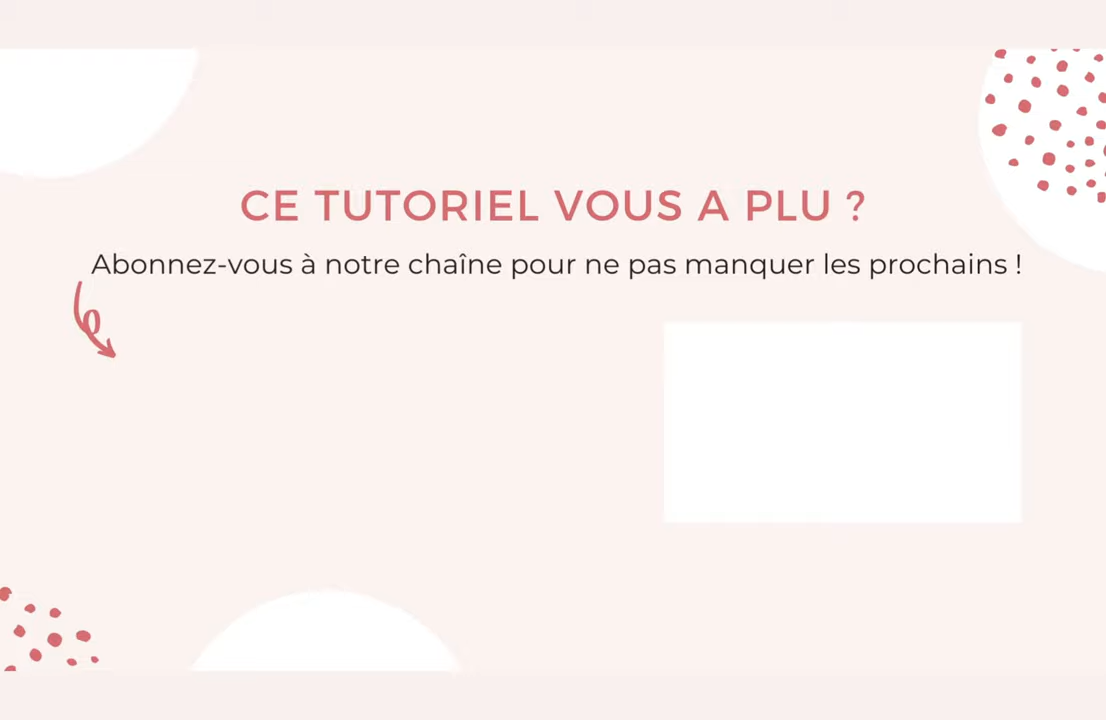 CE TUTORIEL VOUS A PLU ?
Abonnez-vous à notre chaîne pour ne pas manquer les prochains !